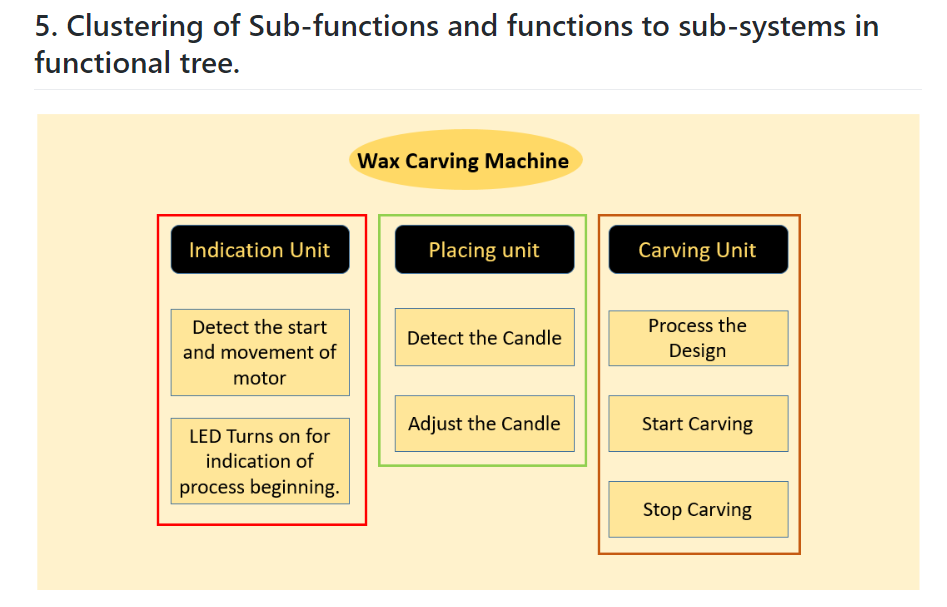 5. Clustering of Sub-functions and functions to sub-systems in
functional tree.
Wax Carving Machine
Indication Unit
Detect the start
and movement of
motor
LED Turns on for
indication of
process beginning.
Placing unit
Detect the Candle
Adjust the Candle
Carving Unit
Process the
Design
Start Carving
Stop Carving